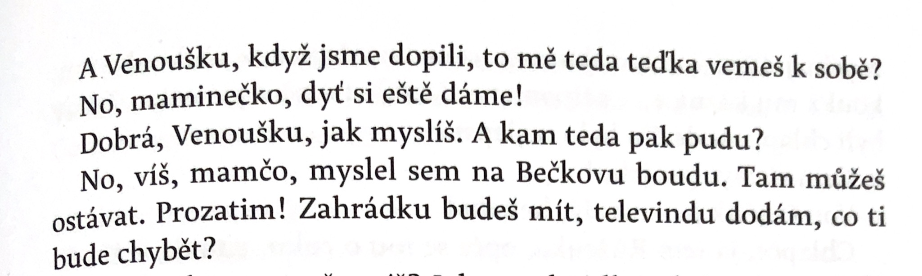 A Venoušku, když jsme dopili, to mě teda teďka vemeš k sobě?
No, maminečko, dyť si eště dáme!
Dobrá, Venoušku, jak myslíš. A kam teda pak pudu?
No, víš, mamčo, myslel sem na Bečkovu boudu. Tam můžeš
ostávat. Prozatim! Zahrádku budeš mít, televindu dodám, co ti
bude chybět?